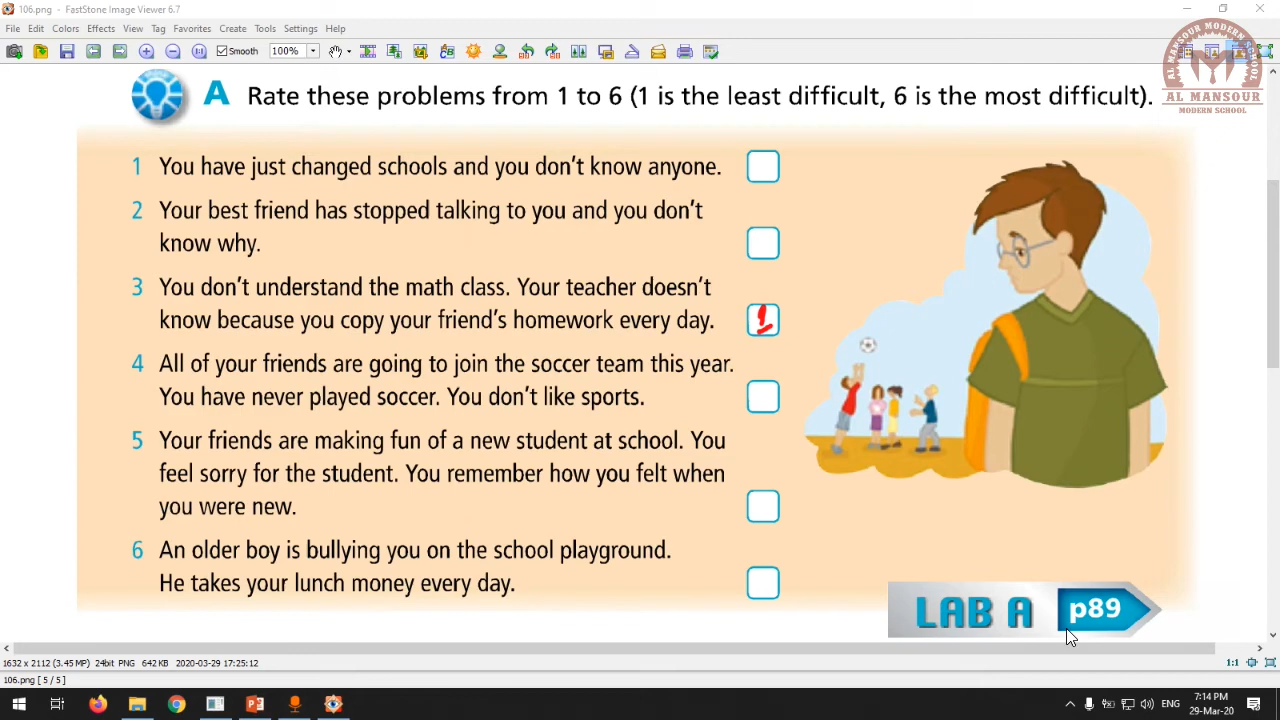 106.png - FastStone Image Viewer 6.7
File Edit Colors Effects View Tag Favorites Create Tools Settings Help
Smooth 100%
AL MANSOUR MODERN SCHOOL
AL MANSOUR
MODERN SCHOOL
A Rate these problems from 1 to 6 (1 is the least difficult, 6 is the most difficult).
1 You have just changed schools and you don't know anyone.
2 Your best friend has stopped talking to you and you don't
know why.
3 You don't understand the math class. Your teacher doesn't
know because you copy your friend's homework every day.
1
4 All of your friends are going to join the soccer team this year.
You have never played soccer. You don't like sports.
5 Your friends are making fun of a new student at school. You
feel sorry for the student. You remember how you felt when
you were new.
6 An older boy is bullying you on the school playground.
He takes your lunch money every day.
LAB A p89
1632 x 2112 (3.45 MP) 24bit PNG 642 KB 2020-03-29 17:25:12
1:1
106.png [ 5 / 5 ]
ENG
7:14 PM
29-Mar-20